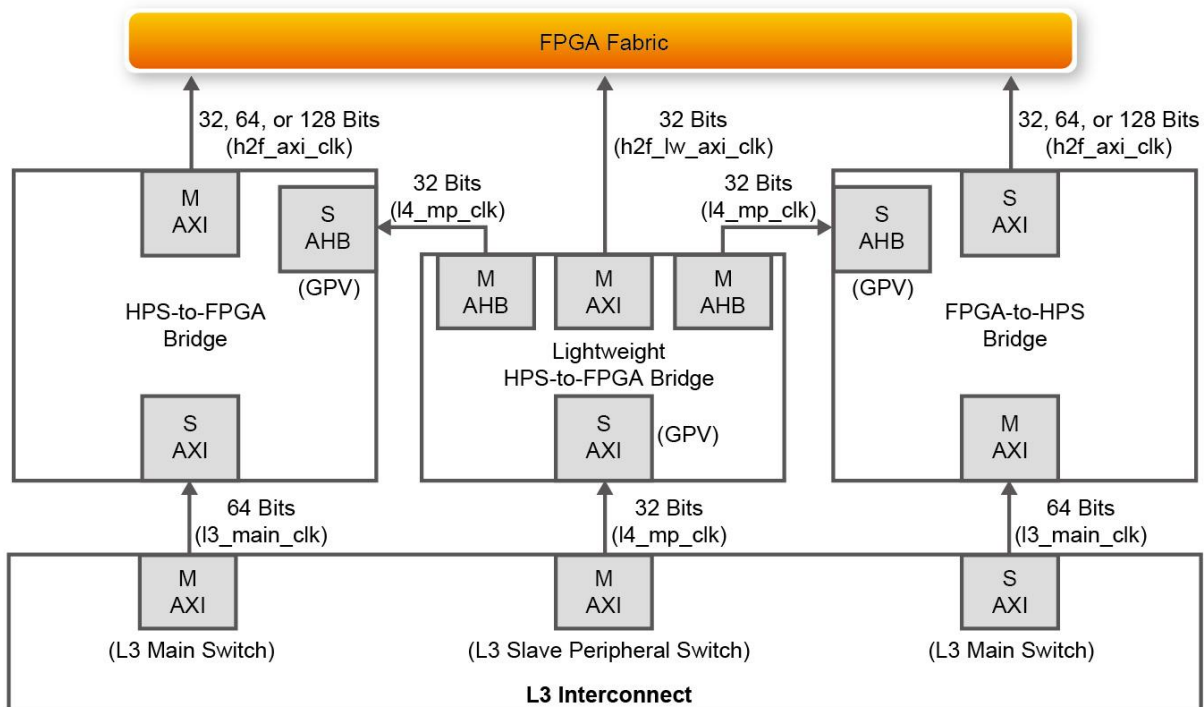 FPGA Fabric
32, 64, or 128 Bits
(h2f_axi_clk)
32 Bits
(h2f_lw_axi_clk)
32, 64, or 128 Bits
(h2f_axi_clk)
M
AXI
S
AHB
(GPV)
HPS-to-FPGA
Bridge
S
AXI
32 Bits
(l4_mp_clk)
32 Bits
(l4_mp_clk)
M
AHB
M
AXI
M
AHB
Lightweight
HPS-to-FPGA Bridge
S
AXI
(GPV)
S
AHB
(GPV)
S
AXI
FPGA-to-HPS
Bridge
M
AXI
64 Bits
(l3_main_clk)
32 Bits
(l4_mp_clk)
64 Bits
(l3_main_clk)
M
AXI
(L3 Main Switch)
M
AXI
(L3 Slave Peripheral Switch)
S
AXI
(L3 Main Switch)
L3 Interconnect